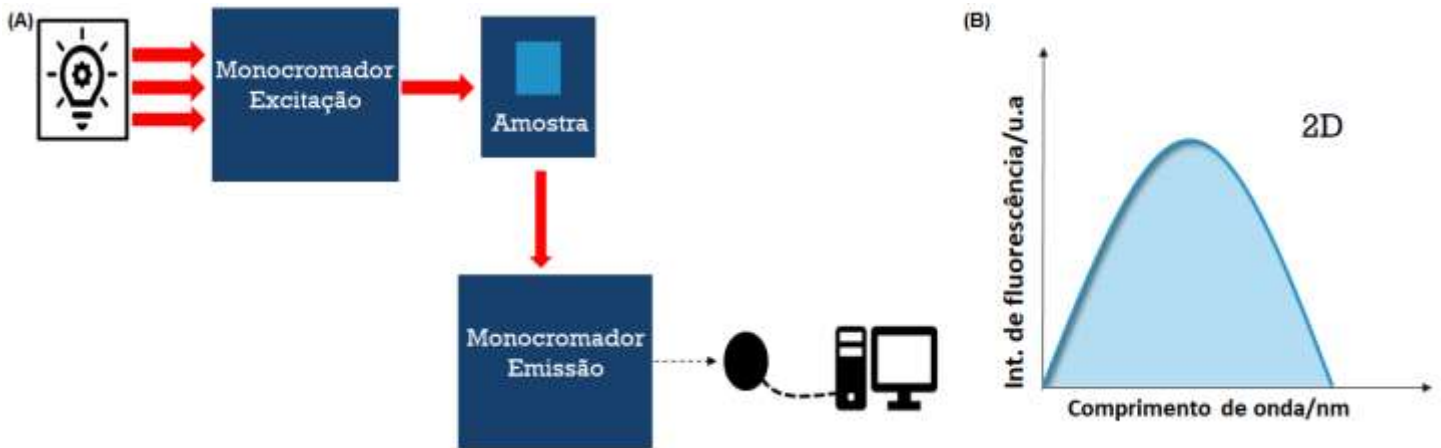 (A)
Monocromador
Excitação
Amostra
Monocromador
Emissão
(B)
2D
Int. de fluorescência/u.a
Comprimento de onda/nm